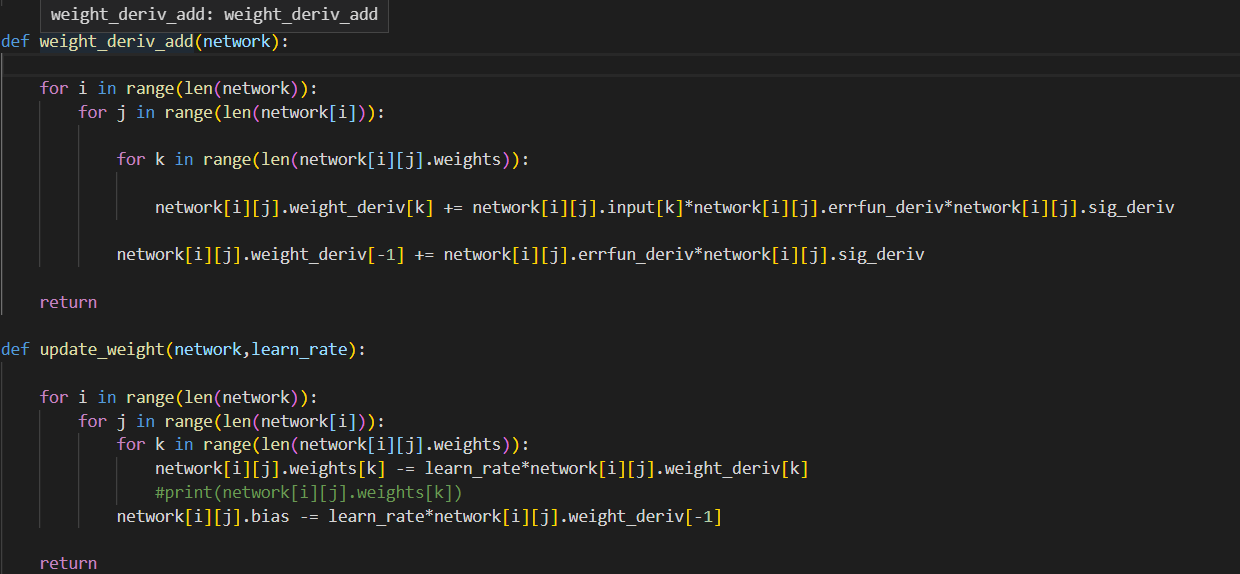 weight_deriv_add: weight_deriv_add
def weight_deriv_add(network):
    for i in range(len(network)):
        for j in range(len(network[i])):
            for k in range(len(network[i][j].weights)):
                network[i][j].weight_deriv[k] += network[i][j].input[k]*network[i][j].errfun_deriv*network[i][j].sig_deriv
            network[i][j].weight_deriv[-1] += network[i][j].errfun_deriv*network[i][j].sig_deriv
    return
def update_weight(network,learn_rate):
    for i in range(len(network)):
        for j in range(len(network[i])):
            for k in range(len(network[i][j].weights)):
                network[i][j].weights[k] -= learn_rate*network[i][j].weight_deriv[k]
                #print(network[i][j].weights[k])
            network[i][j].bias -= learn_rate*network[i][j].weight_deriv[-1]
    return